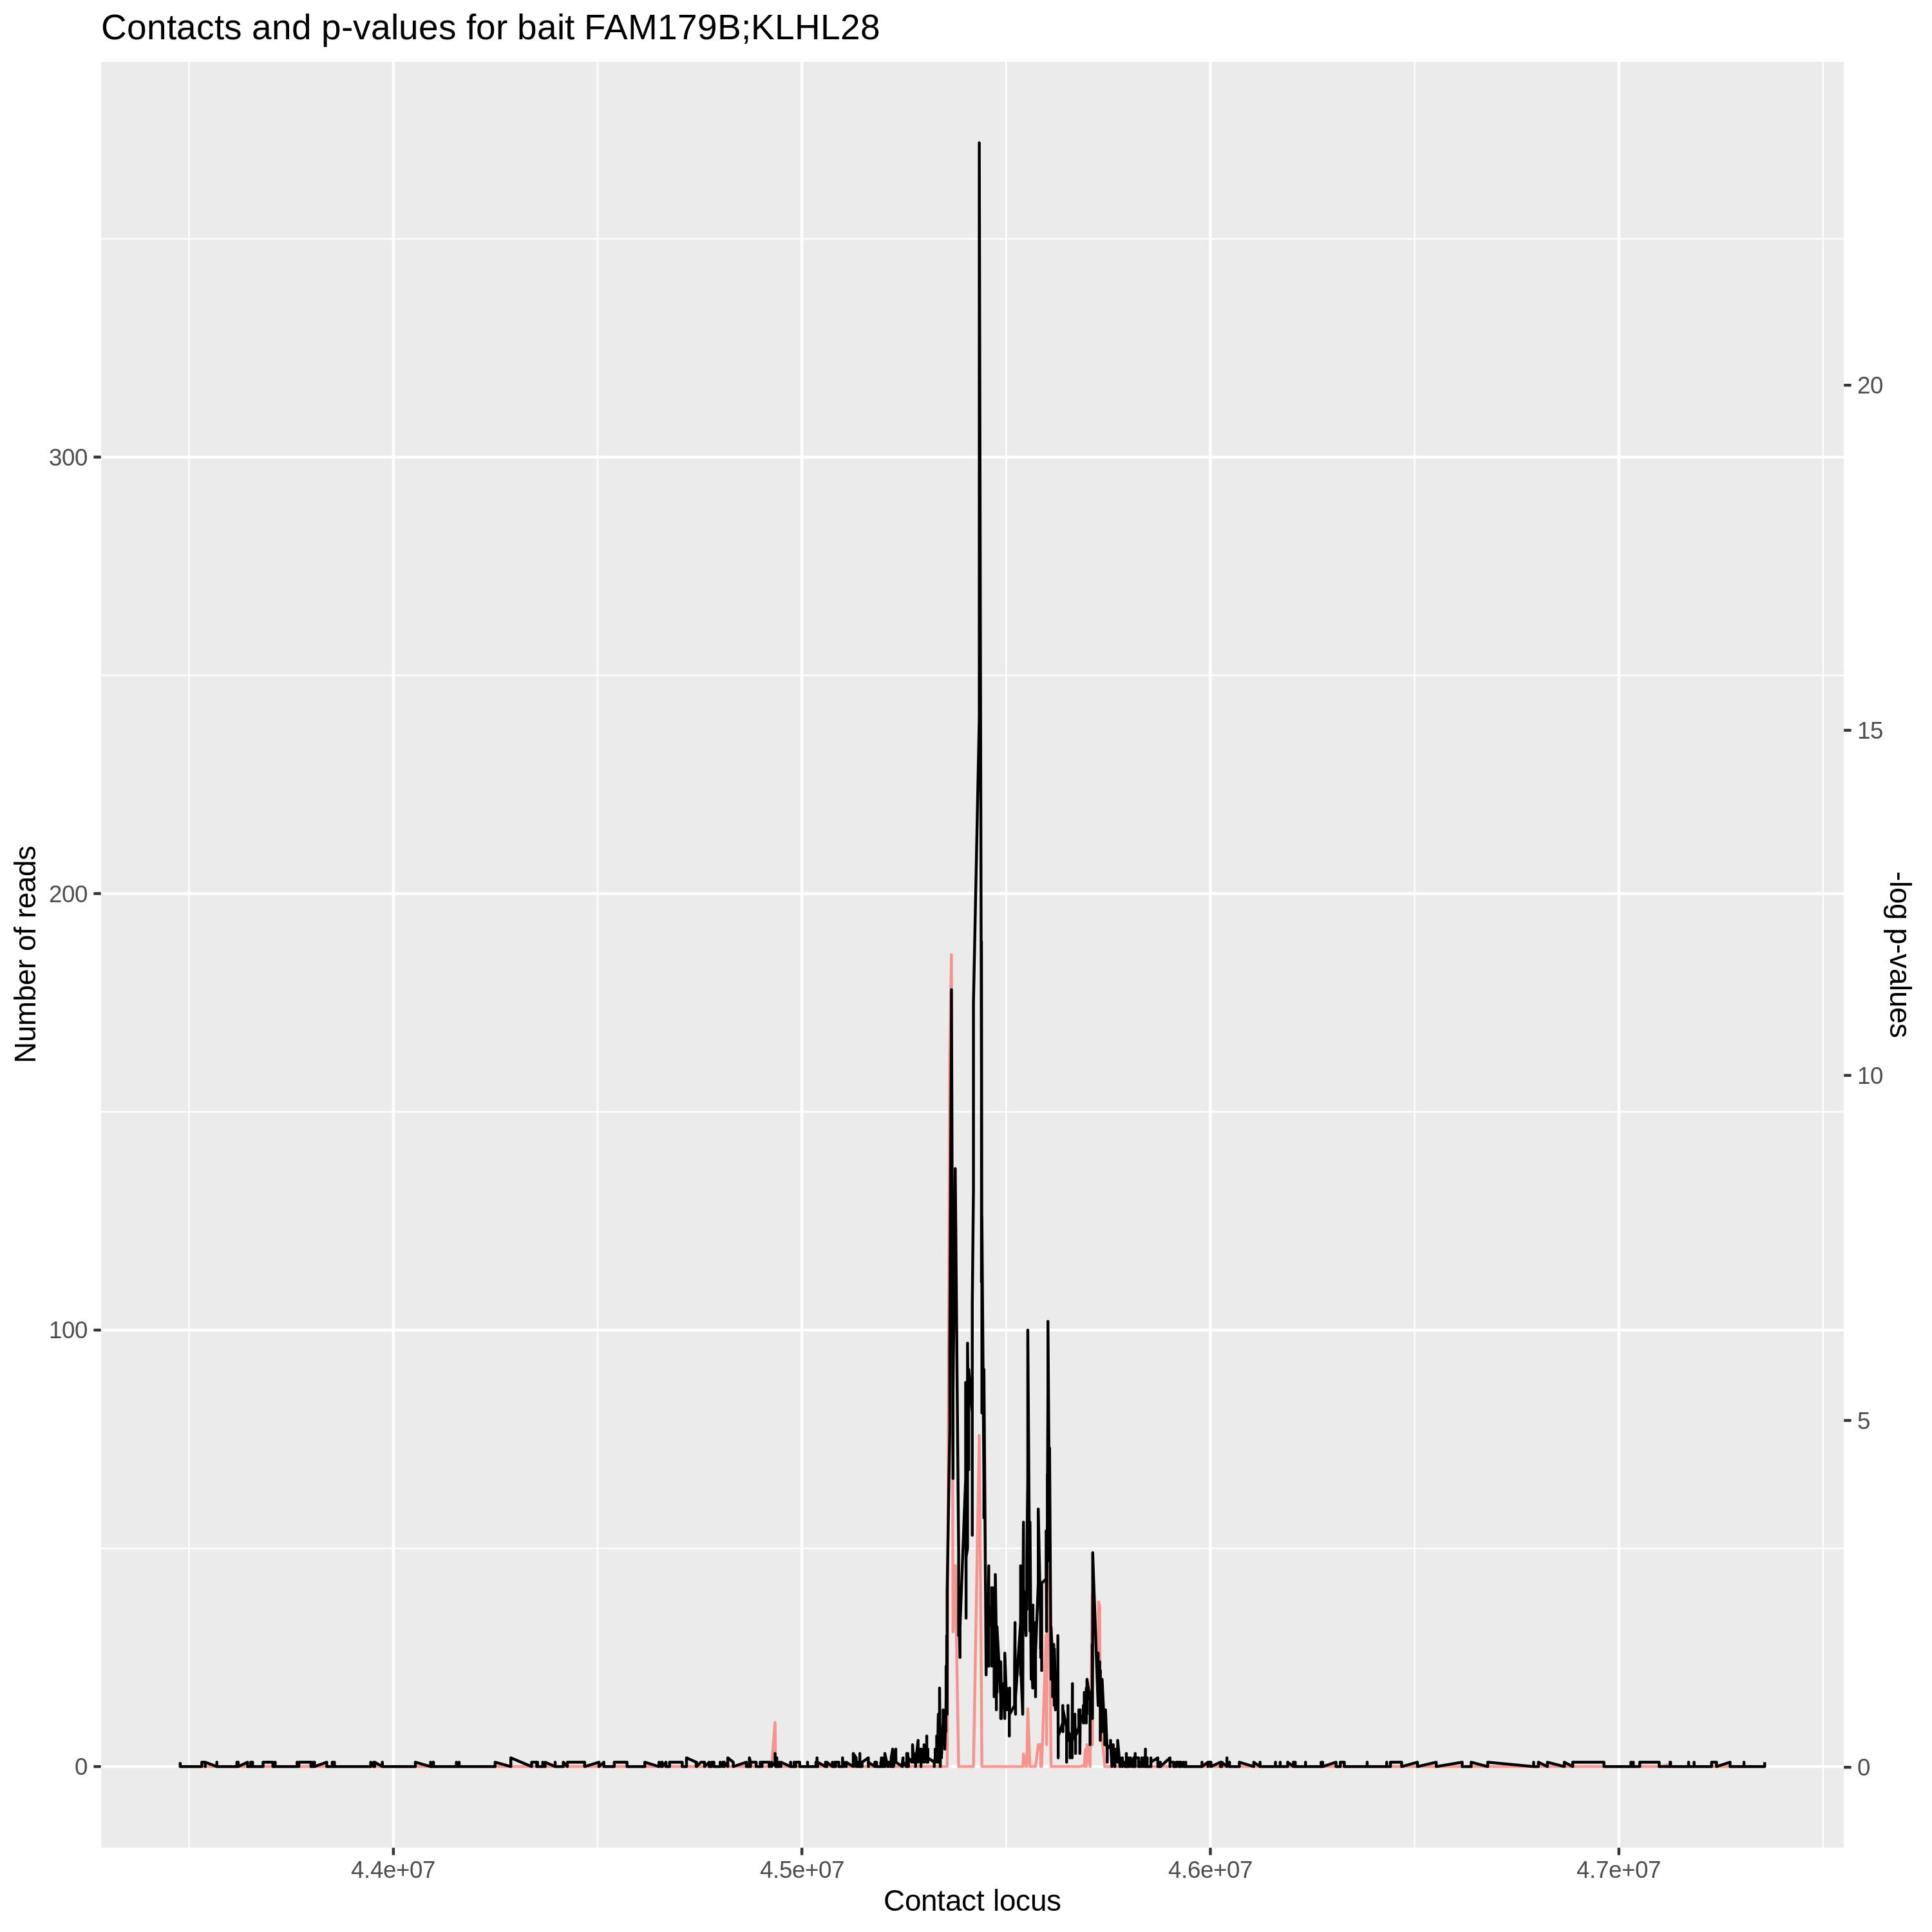 Contacts and p-values for bait FAM179B;KLHL28
300
200
100
0
Number of reads
20
15
10
5
0
-log p-values
4.4e+07 4.5e+07 4.6e+07 4.7e+07
Contact locus